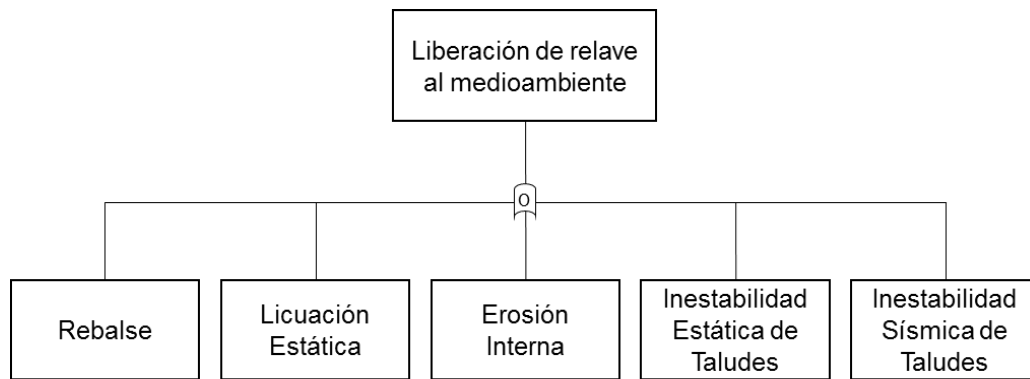 Liberación de relave
al medioambiente
O
Rebalse
Licuación
Estática
Erosión
Interna
Inestabilidad
Estática de
Taludes
Inestabilidad
Sísmica de
Taludes